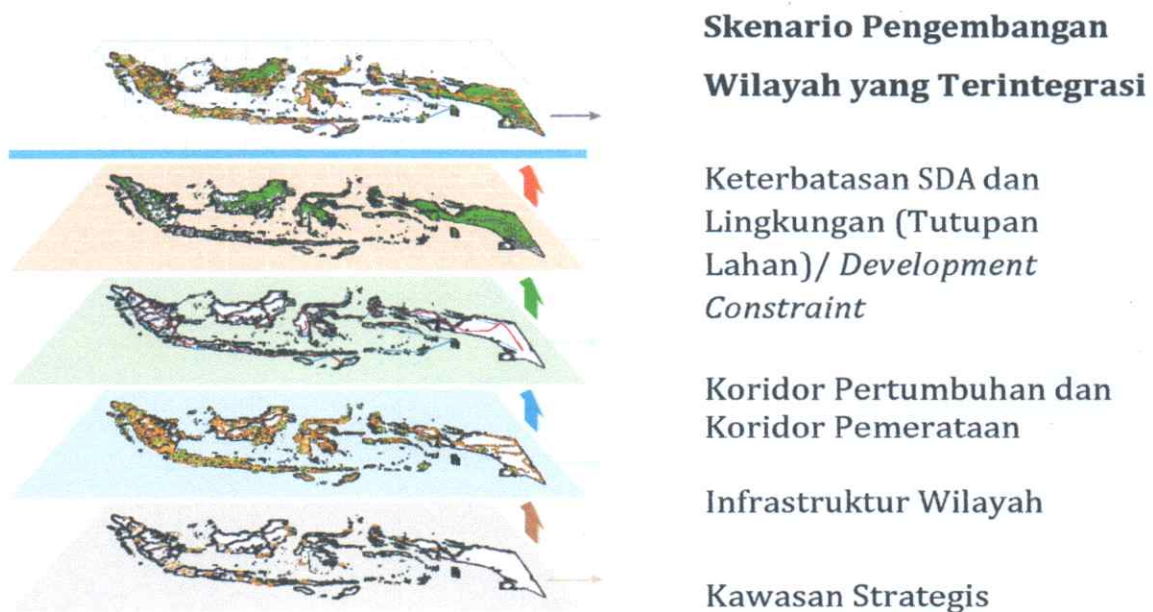 Skenario Pengembangan
Wilayah yang Terintegrasi
Keterbatasan SDA dan
Lingkungan (Tutupan
Lahan)/ Development
Constraint
Koridor Pertumbuhan dan
Koridor Pemerataan
Infrastruktur Wilayah
Kawasan Strategis